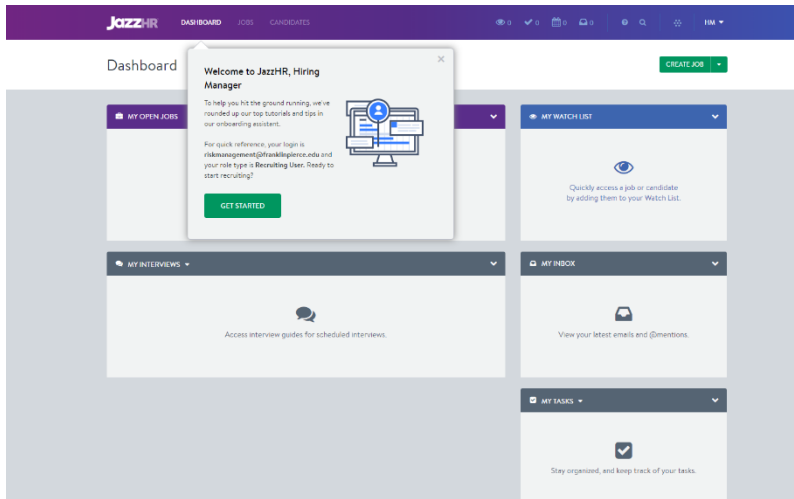 JazzHR DASHBOARD JOBS CANDIDATES 0 0 0 0 HM
Dashboard
CREATE JOB
Welcome to JazzHR, Hiring
Manager
To help you hit the ground running, we've
rounded up our top tutorials and tips in
our onboarding assistant.
For quick reference, your login is
riskmanagement@franklinpierce.edu and
your role type is Recruiting User. Ready to
start recruiting?
GET STARTED
MY OPEN JOBS
MY WATCH LIST
Quickly access a job or candidate
by adding them to your Watch List.
MY INTERVIEWS
Access interview guides for scheduled interviews.
MY INBOX
View your latest emails and @mentions.
MY TASKS
Stay organized, and keep track of your tasks.